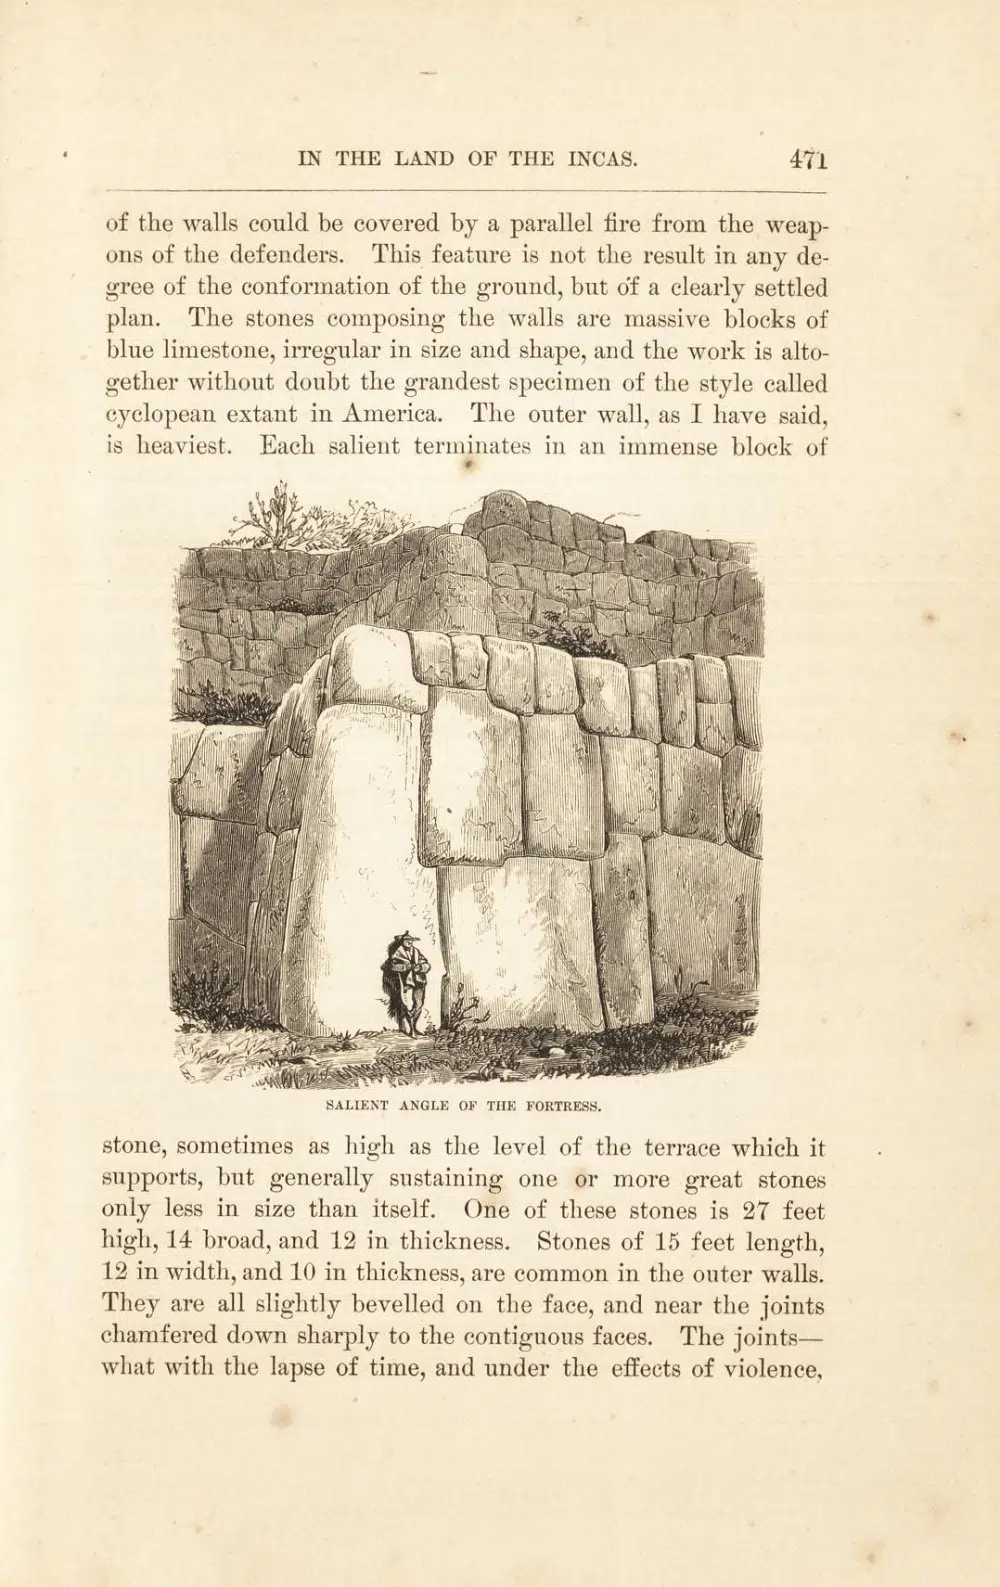 IN THE LAND OF THE INCAS. 471
of the walls could be covered by a parallel fire from the weap-
ons of the defenders. This feature is not the result in any de-
gree of the conformation of the ground, but of a clearly settled
plan. The stones composing the walls are massive blocks of
blue limestone, irregular in size and shape, and the work is alto-
gether without doubt the grandest specimen of the style called
cyclopean extant in America. The outer wall, as I have said,
is heaviest. Each salient terminates in an immense block of
SALIENT ANGLE OF THE FORTRESS.
stone, sometimes as high as the level of the terrace which it
supports, but generally sustaining one or more great stones
only less in size than itself. One of these stones is 27 feet
high, 14 broad, and 12 in thickness. Stones of 15 feet length,
12 in width, and 10 in thickness, are common in the outer walls.
They are all slightly bevelled on the face, and near the joints
chamfered down sharply to the contiguous faces. The joints—
what with the lapse of time, and under the effects of violence,